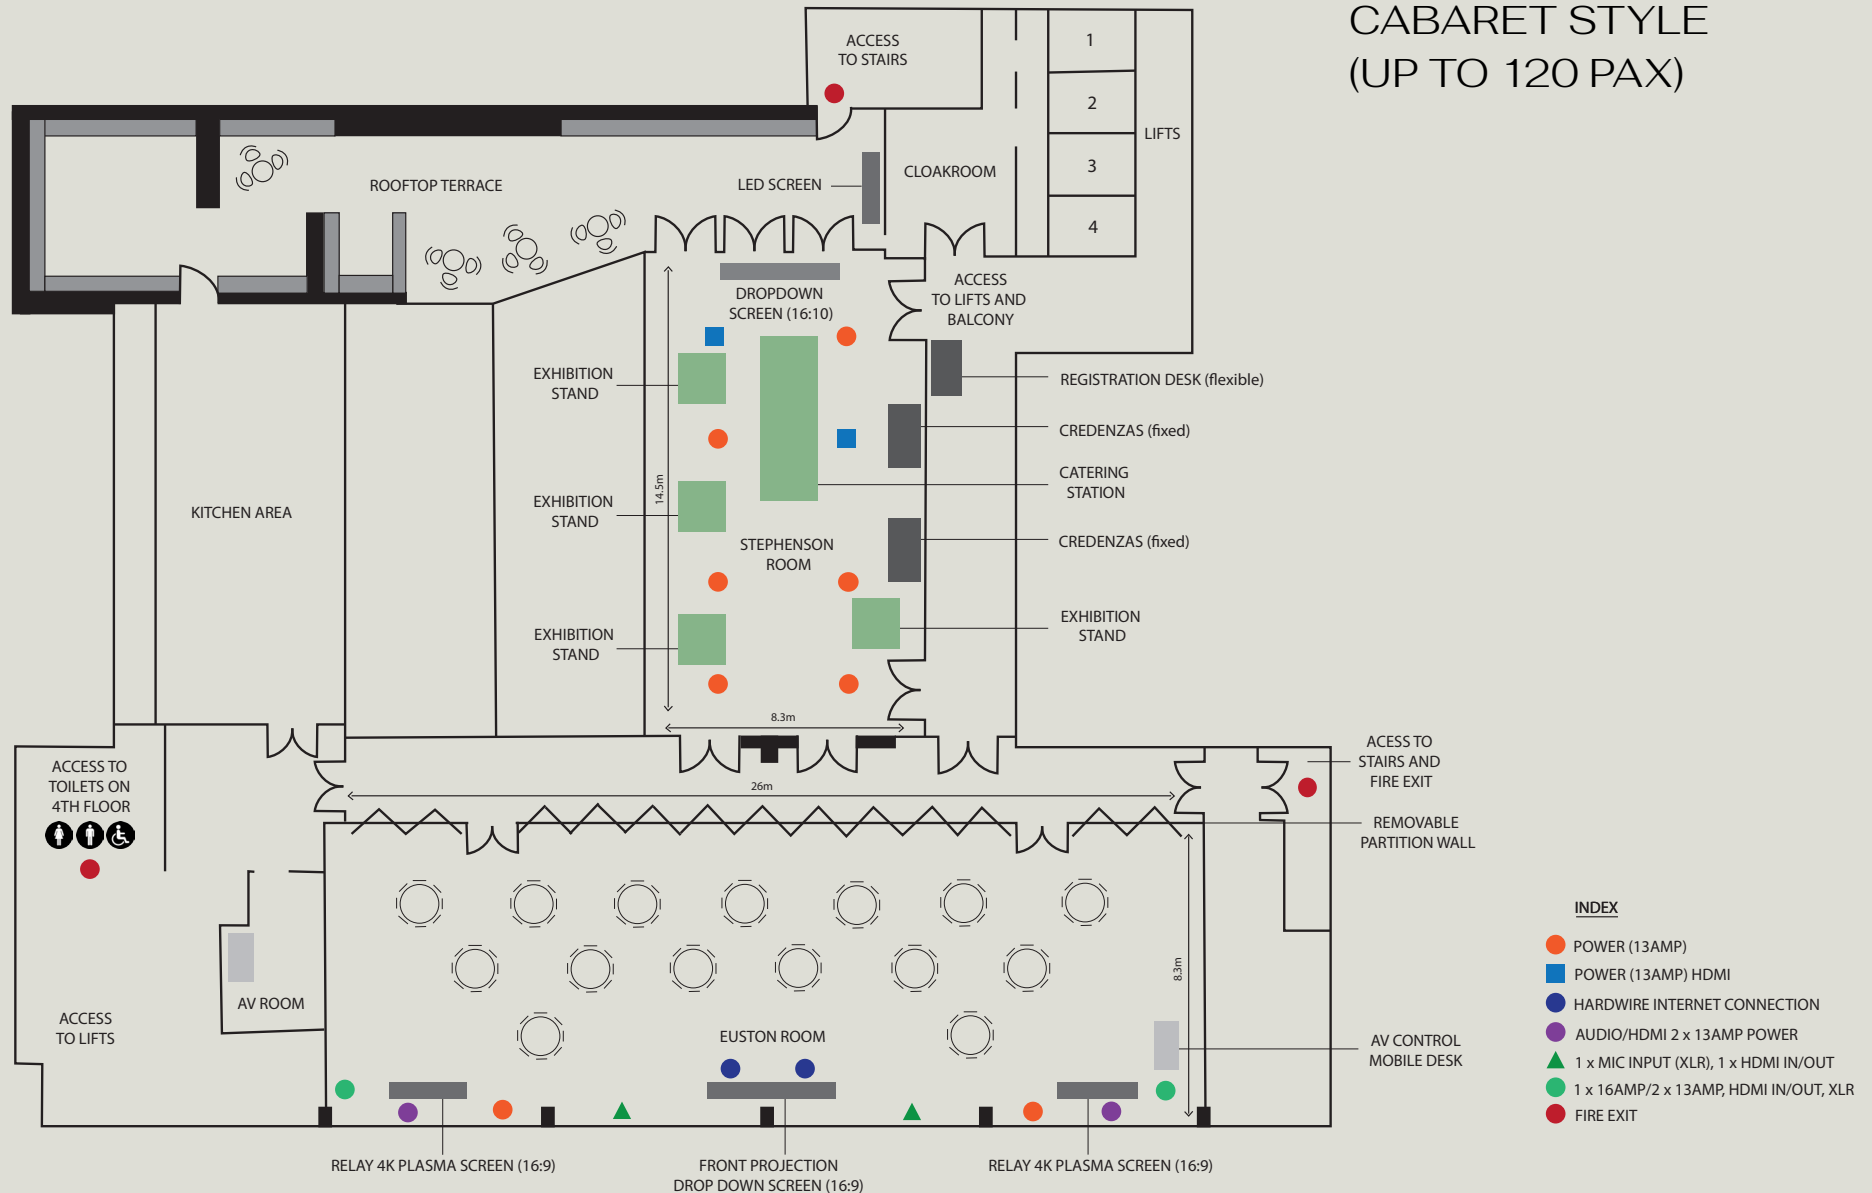 CABARET STYLE
(UP TO 120 PAX)
ACCESS
TO STAIRS
1
2
3
4
LIFTS
CLOAKROOM
LED SCREEN
ROOFTOP TERRACE
DROPDOWN
SCREEN (16:10)
ACCESS
TO LIFTS AND
BALCONY
EXHIBITION
STAND
REGISTRATION DESK (flexible)
CREDENZAS (fixed)
CATERING
STATION
14.5m
EXHIBITION
STAND
KITCHEN AREA
CREDENZAS (fixed)
STEPHENSON
ROOM
EXHIBITION
STAND
EXHIBITION
STAND
8.3m
ACCESS TO
TOILETS ON
4TH FLOOR
ACESS TO
STAIRS AND
FIRE EXIT
26m
REMOVABLE
PARTITION WALL
8.3m
AV ROOM
ACCESS
TO LIFTS
EUSTON ROOM
AV CONTROL
MOBILE DESK
RELAY 4K PLASMA SCREEN (16:9)
FRONT PROJECTION
DROP DOWN SCREEN (16:9)
RELAY 4K PLASMA SCREEN (16:9)
INDEX
POWER (13AMP)
POWER (13AMP) HDMI
HARDWIRE INTERNET CONNECTION
AUDIO/HDMI 2 x 13AMP POWER
1 x MIC INPUT (XLR), 1 x HDMI IN/OUT
1 x 16AMP/2 x 13AMP, HDMI IN/OUT, XLR
FIRE EXIT